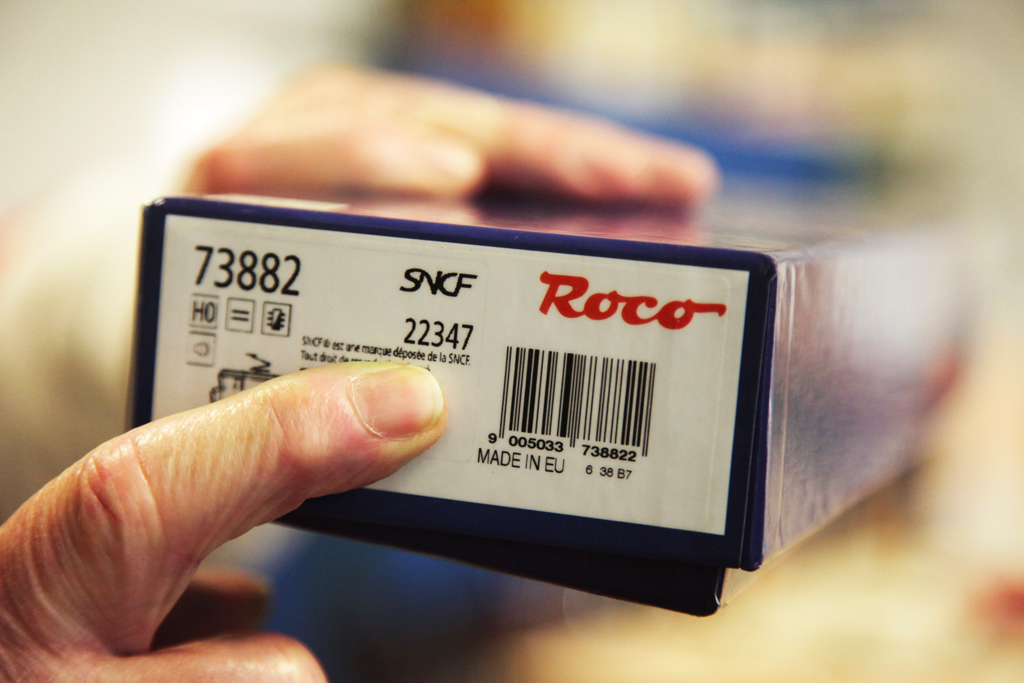 73882
SNCF
Roco
H0
=
22347
SNCF® est une marque déposée de la SNCF.
Tout droit de
9 005033 738822
MADE IN EU
6 38 B7